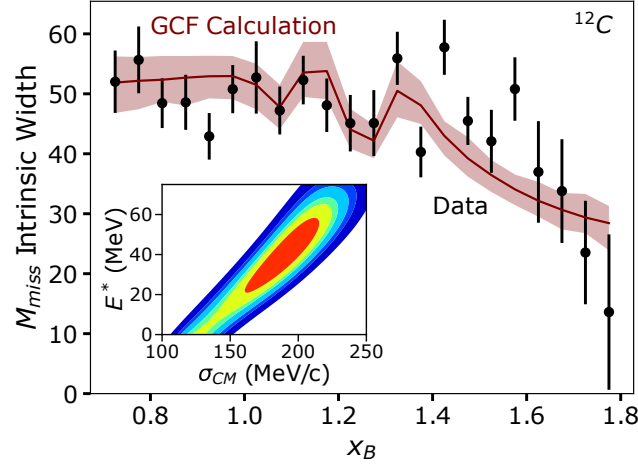 GCF Calculation
¹²C
M_miss Intrinsic Width
60
50
40
30
20
10
0
Data
E* (MeV)
60
40
20
0
100 150 200 250
σ_CM (MeV/c)
0.8 1.0 1.2 1.4 1.6 1.8
x_B